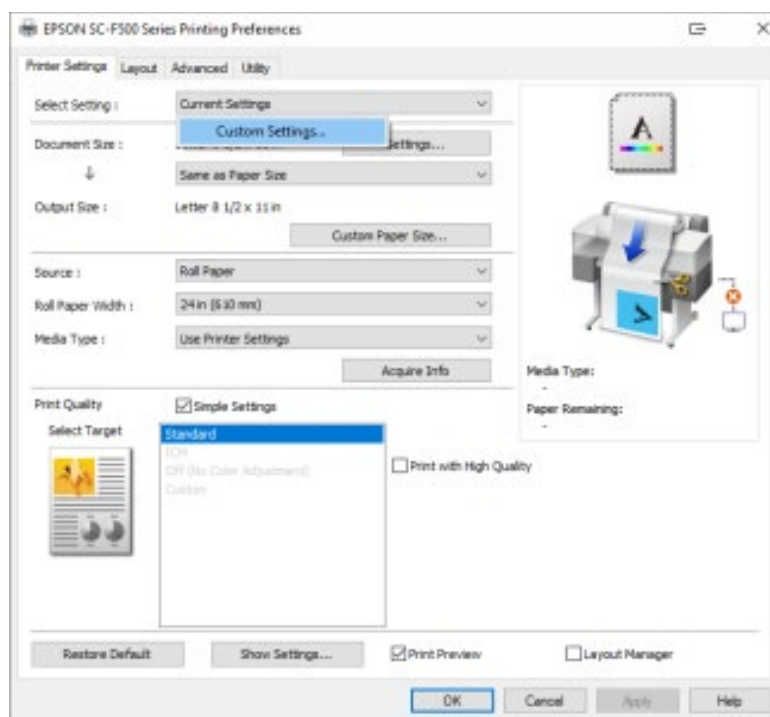 EPSON SC-F500 Series Printing Preferences
Printer Settings Layout Advanced Utility
Select Setting : Current Settings
Custom Settings...
Document Size : Settings...
Same as Paper Size
Output Size : Letter 8 1/2 x 11 in
Custom Paper Size...
Source : Roll Paper
Roll Paper Width : 24 in (610 mm)
Media Type : Use Printer Settings
Acquire Info
Media Type:
-
Paper Remaining:
-
Print Quality Simple Settings
Select Target
Standard
ICM
Off (No Color Adjustment)
Custom
Print with High Quality
Restore Default Show Settings... Print Preview Layout Manager
OK Cancel Apply Help